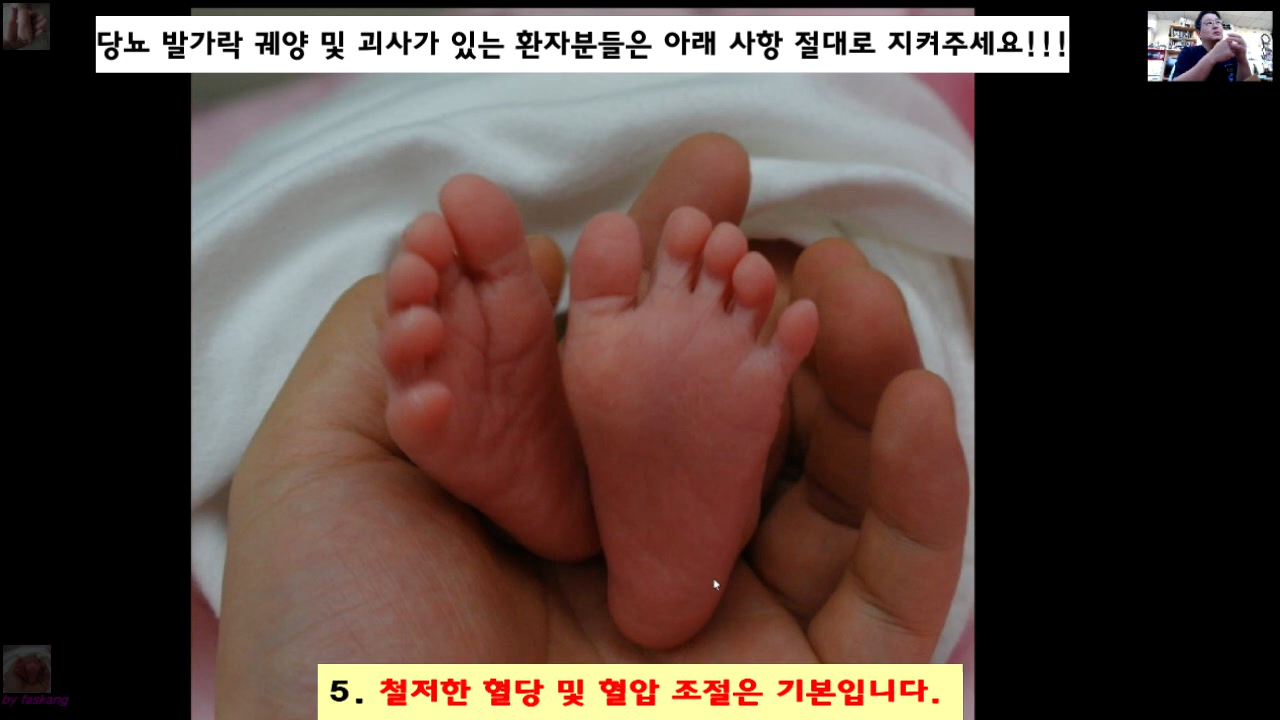 당뇨 발가락 궤양 및 괴사가 있는 환자분들은 아래 사항 절대로 지켜주세요!!!
5. 철저한 혈당 및 혈압 조절은 기본입니다.
by faskang